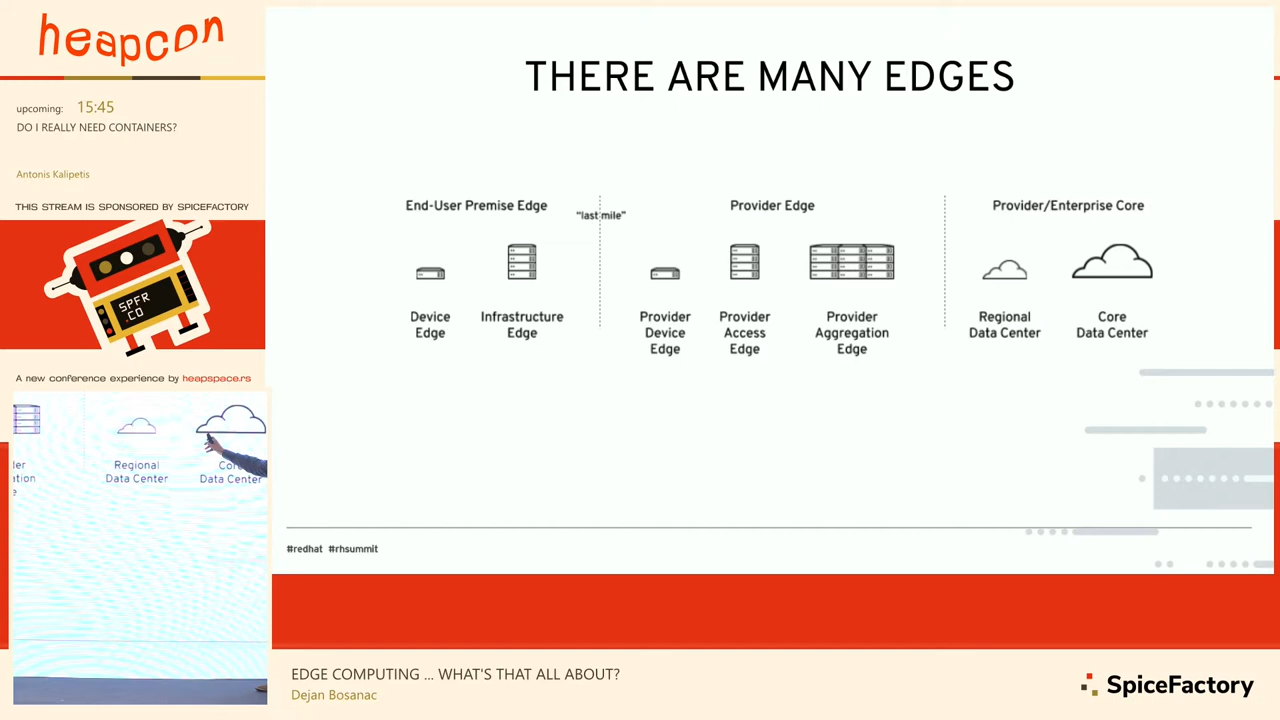 heapcon
upcoming: 15:45
DO I REALLY NEED CONTAINERS?
Antonis Kalipetis
THIS STREAM IS SPONSORED BY SPICEFACTORY
SPFR
.CO
A new conference experience by heapspace.rs
THERE ARE MANY EDGES
End-User Premise Edge
"last mile"
Provider Edge
Provider/Enterprise Core
Device
Edge
Infrastructure
Edge
Provider
Device
Edge
Provider
Access
Edge
Provider
Aggregation
Edge
Regional
Data Center
Core
Data Center
#redhat #rhsummit
Regional
Data Center
Data Center
EDGE COMPUTING ... WHAT'S THAT ALL ABOUT?
Dejan Bosanac
SpiceFactory